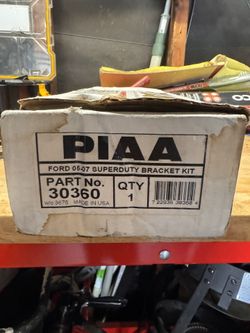 PIAA
FORD 05-07 SUPERDUTY BRACKET KIT
PART No.
30360
MADE IN USA
QTY
1